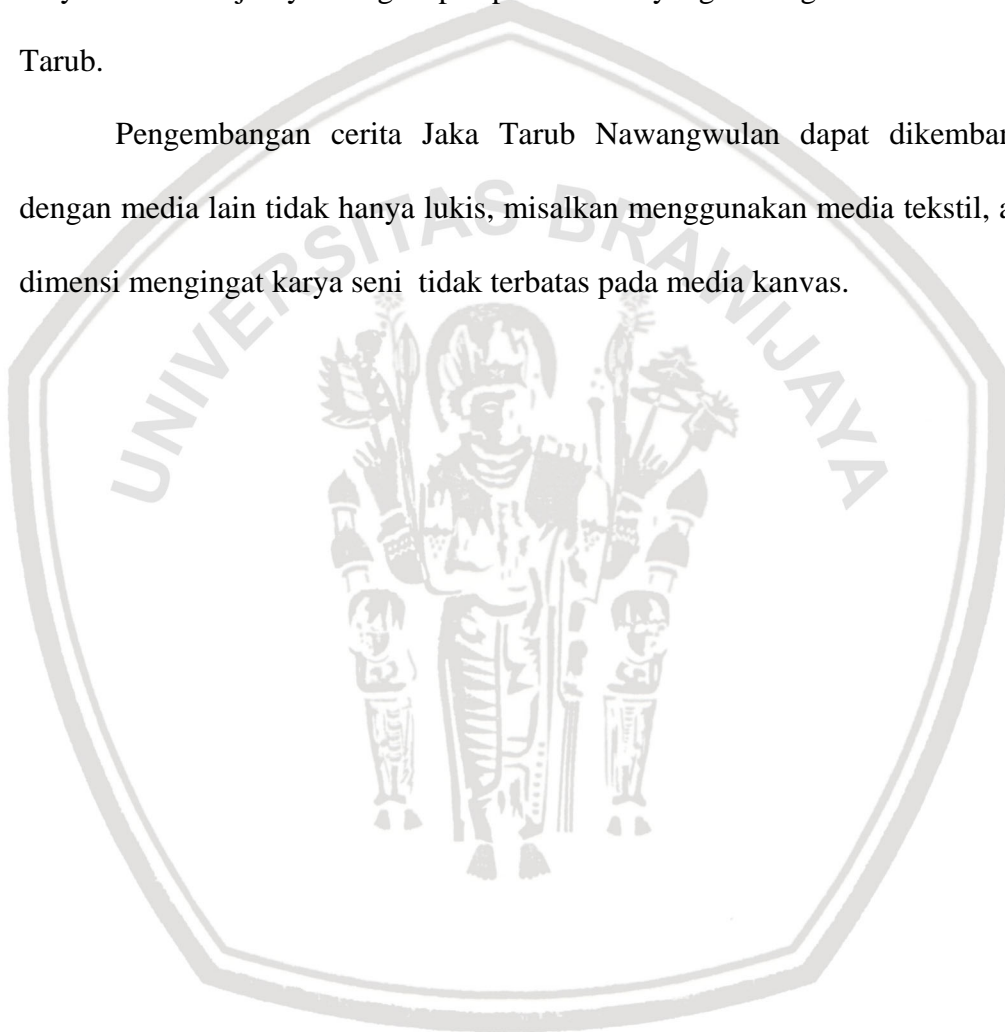 Tarub.
Pengembangan cerita Jaka Tarub Nawangwulan dapat dikemban
dengan media lain tidak hanya lukis, misalkan menggunakan media tekstil, a
dimensi mengingat karya seni tidak terbatas pada media kanvas.
UNIVERSITAS BRAWIJAYA